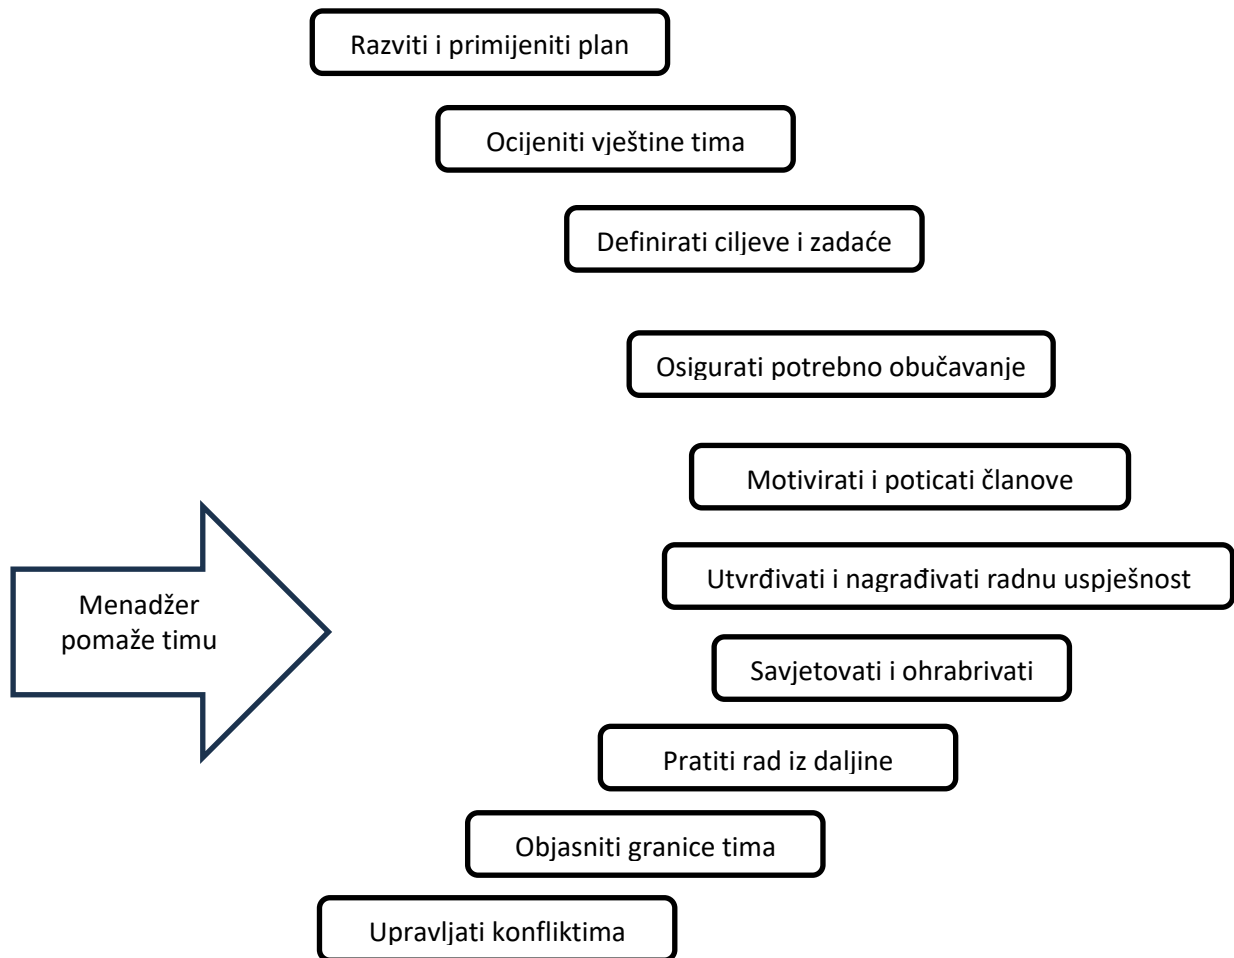 Razviti i primijeniti plan
Ocijeniti vještine tima
Definirati ciljeve i zadaće
Osigurati potrebno obučavanje
Motivirati i poticati članove
Utvrđivati i nagrađivati radnu uspješnost
Menadžer
pomaže timu
Savjetovati i ohrabrivati
Pratiti rad iz daljine
Objasniti granice tima
Upravljati konfliktima